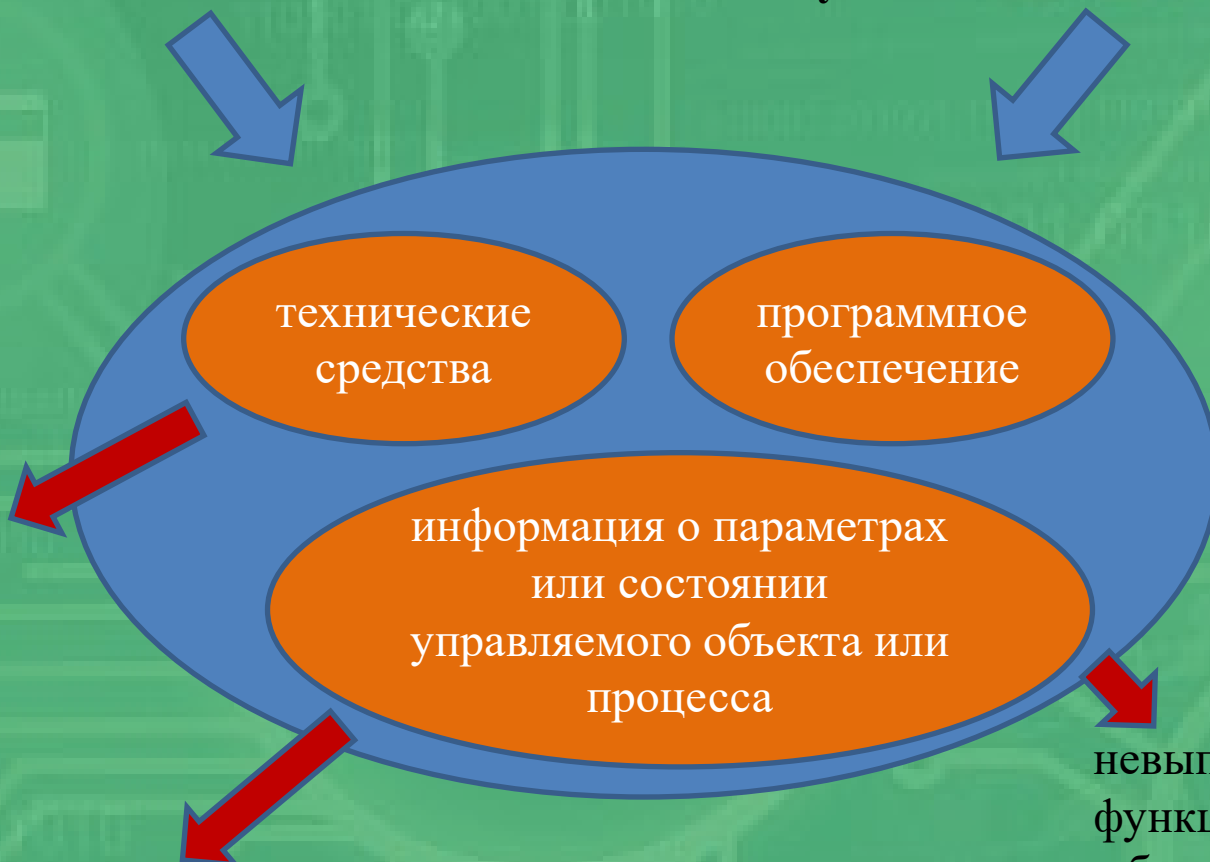 технические
средства
программное
обеспечение
информация о параметрах
или состоянии
управляемого объекта или
процесса